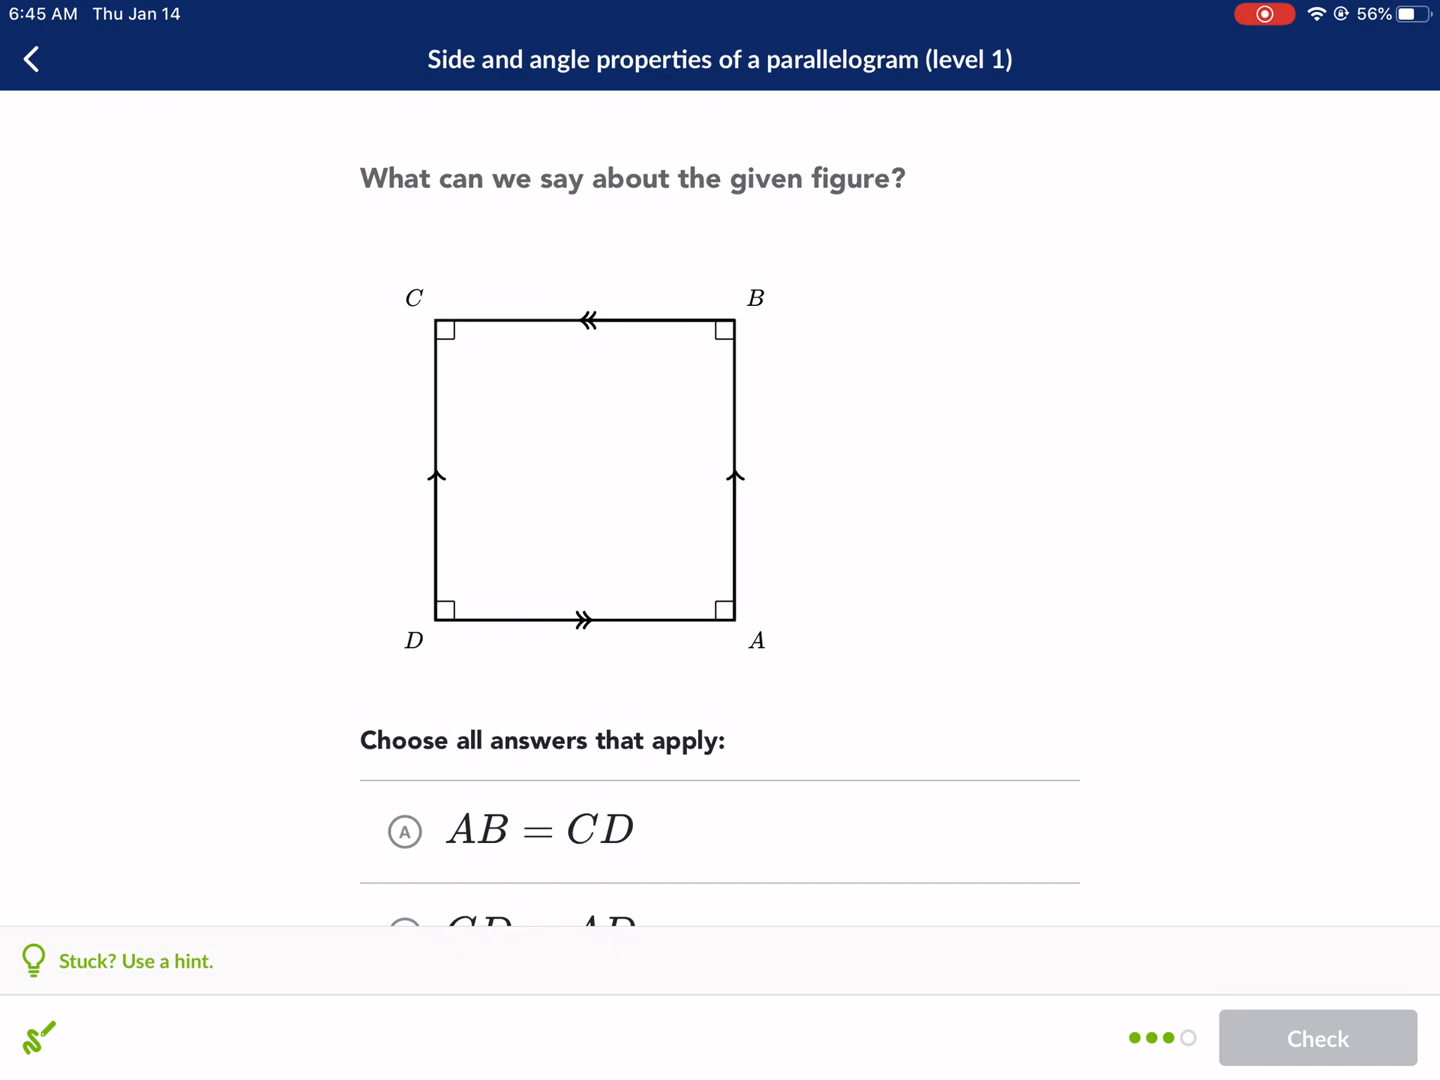 6:45 AM Thu Jan 14
56%
Side and angle properties of a parallelogram (level 1)
What can we say about the given figure?
C
B
D
A
Choose all answers that apply:
A AB = CD
Stuck? Use a hint.
Check